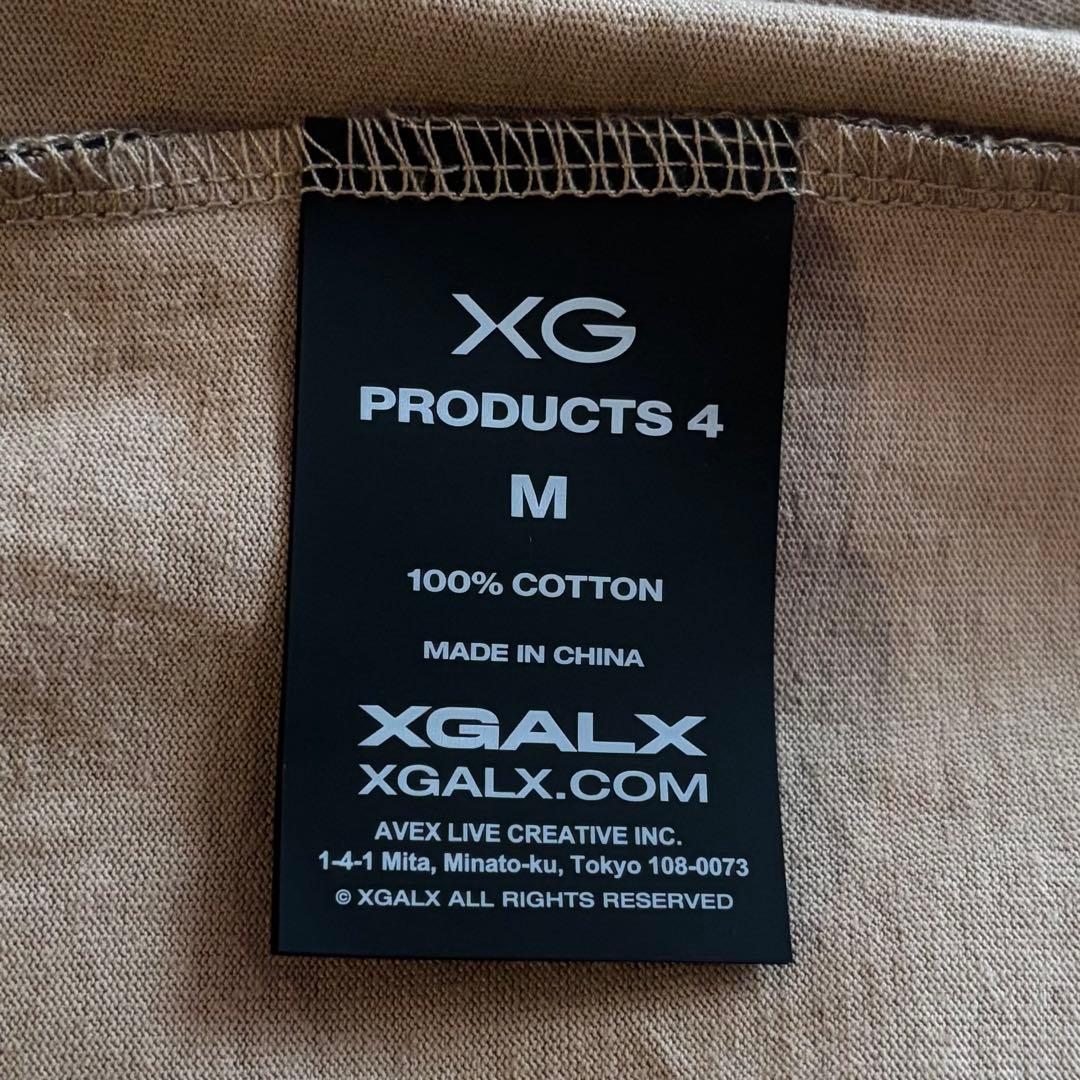 XG
PRODUCTS 4
M
100% COTTON
MADE IN CHINA
XGALX
XGALX.COM
AVEX LIVE CREATIVE INC.
1-4-1 Mita, Minato-ku, Tokyo 108-0073
© XGALX ALL RIGHTS RESERVED